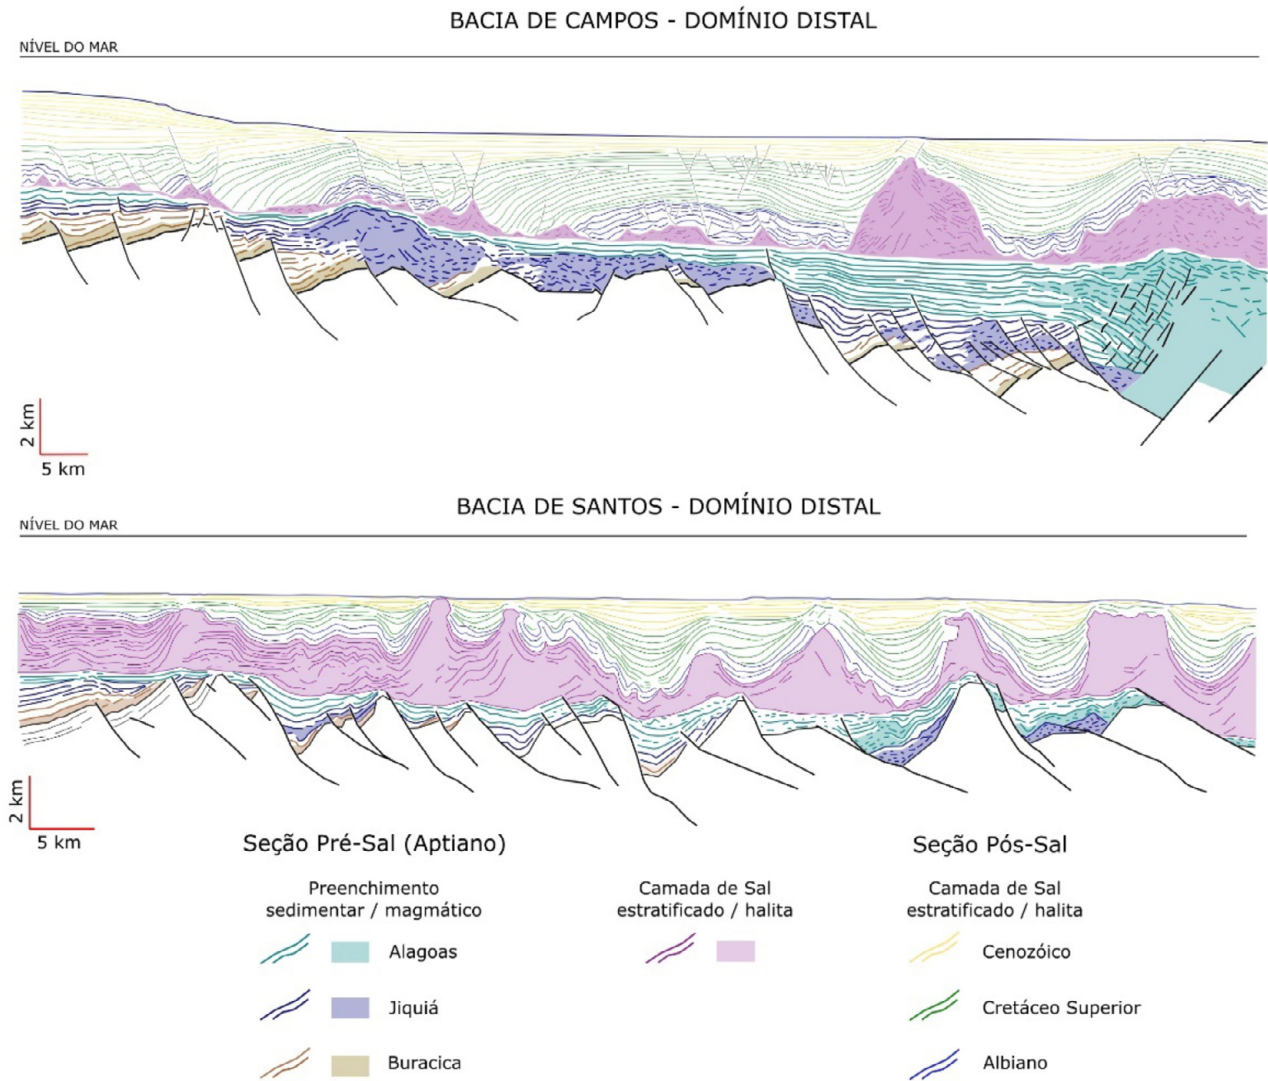 BACIA DE CAMPOS - DOMÍNIO DISTAL
NÍVEL DO MAR
2 km
5 km
BACIA DE SANTOS - DOMÍNIO DISTAL
NÍVEL DO MAR
2 km
5 km
Seção Pré-Sal (Aptiano)
Seção Pós-Sal
Preenchimento
sedimentar / magmático
Camada de Sal
estratificado / halita
Camada de Sal
estratificado / halita
Alagoas
Cenozóico
Jiquiá
Cretáceo Superior
Buracica
Albiano